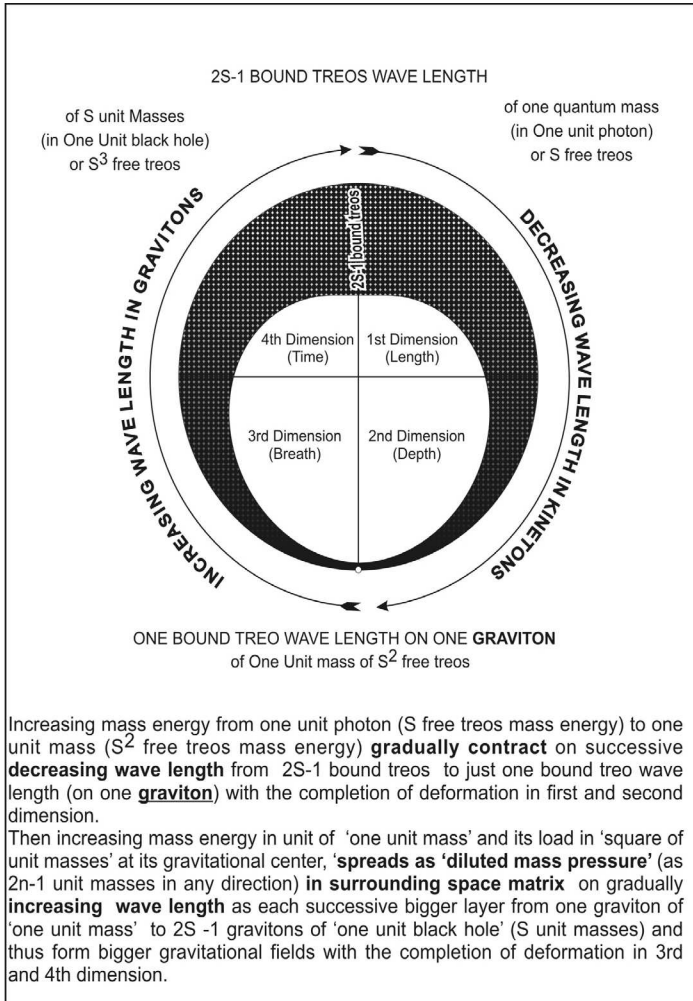 2S-1 BOUND TREOS WAVE LENGTH
of S unit Masses
(in One Unit black hole)
or S³ free treos
of one quantum mass
(in One unit photon)
or S free treos
INCREASING WAVE LENGTH IN GRAVITONS
2S-1 bound treos
DECREASING WAVE LENGTH IN KINETONS
4th Dimension
(Time)
1st Dimension
(Length)
3rd Dimension
(Breath)
2nd Dimension
(Depth)
ONE BOUND TREO WAVE LENGTH ON ONE GRAVITON
of One Unit mass of S² free treos
Increasing mass energy from one unit photon (S free treos mass energy) to one
unit mass (S² free treos mass energy) gradually contract on successive
decreasing wave length from 2S-1 bound treos to just one bound treo wave
length (on one graviton) with the completion of deformation in first and second
dimension.
Then increasing mass energy in unit of ‘one unit mass’ and its load in ‘square of
unit masses’ at its gravitational center, ‘spreads as ‘diluted mass pressure’ (as
2n-1 unit masses in any direction) in surrounding space matrix on gradually
increasing wave length as each successive bigger layer from one graviton of
‘one unit mass’ to 2S -1 gravitons of ‘one unit black hole’ (S unit masses) and
thus form bigger gravitational fields with the completion of deformation in 3rd
and 4th dimension.